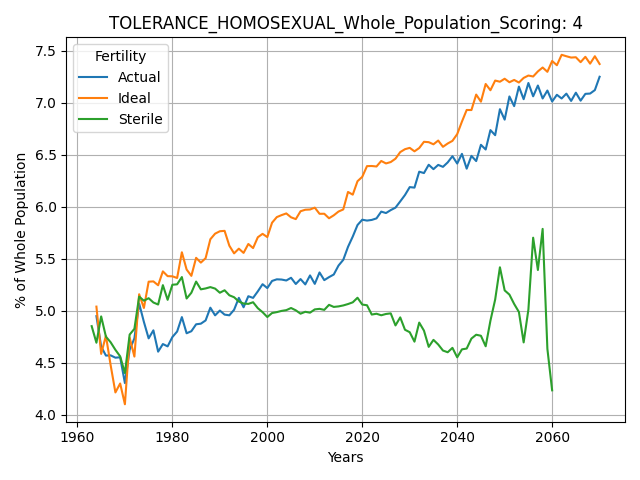 TOLERANCE_HOMOSEXUAL_Whole_Population_Scoring: 4
Fertility
Actual
Ideal
Sterile
% of Whole Population
7.5
7.0
6.5
6.0
5.5
5.0
4.5
4.0
1960 1980 2000 2020 2040 2060
Years